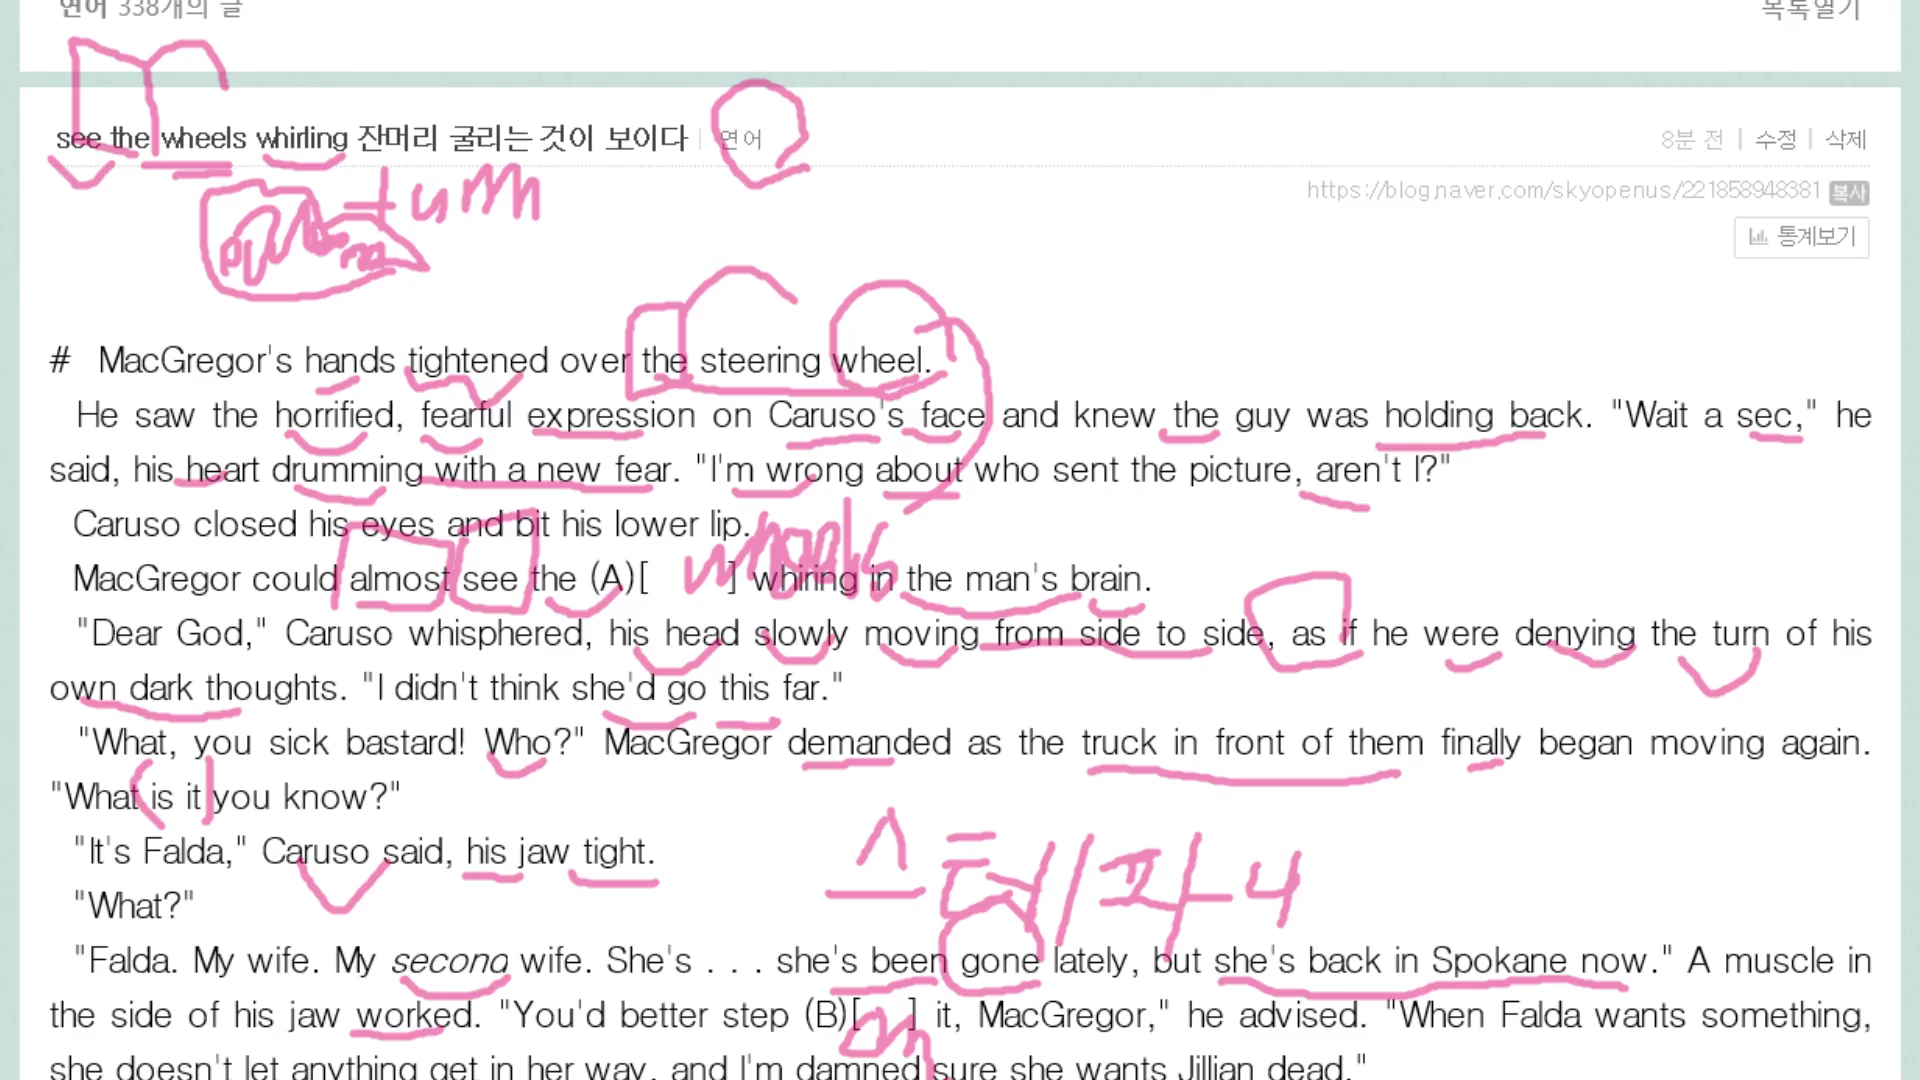 연어 338개의 글 목록열기
see the wheels whirling 잔머리 굴리는 것이 보이다 | 연어 8분 전 | 수정 | 삭제
https://blog.naver.com/skyopenus/221858948381 복사
turn
통계보기
# MacGregor's hands tightened over the steering wheel.
He saw the horrified, fearful expression on Caruso's face and knew the guy was holding back. "Wait a sec," he
said, his heart drumming with a new fear. "I'm wrong about who sent the picture, aren't I?"
Caruso closed his eyes and bit his lower lip.
MacGregor could almost see the (A)[ wheels ] whiring in the man's brain.
"Dear God," Caruso whisphered, his head slowly moving from side to side, as if he were denying the turn of his
own dark thoughts. "I didn't think she'd go this far."
"What, you sick bastard! Who?" MacGregor demanded as the truck in front of them finally began moving again.
"What is it you know?"
"It's Falda," Caruso said, his jaw tight.
"What?"
"Falda. My wife. My second wife. She's . . . she's been gone lately, but she's back in Spokane now." A muscle in
the side of his jaw worked. "You'd better step (B)[ on ] it, MacGregor," he advised. "When Falda wants something,
she doesn't let anything get in her way, and I'm damned sure she wants Jillian dead."